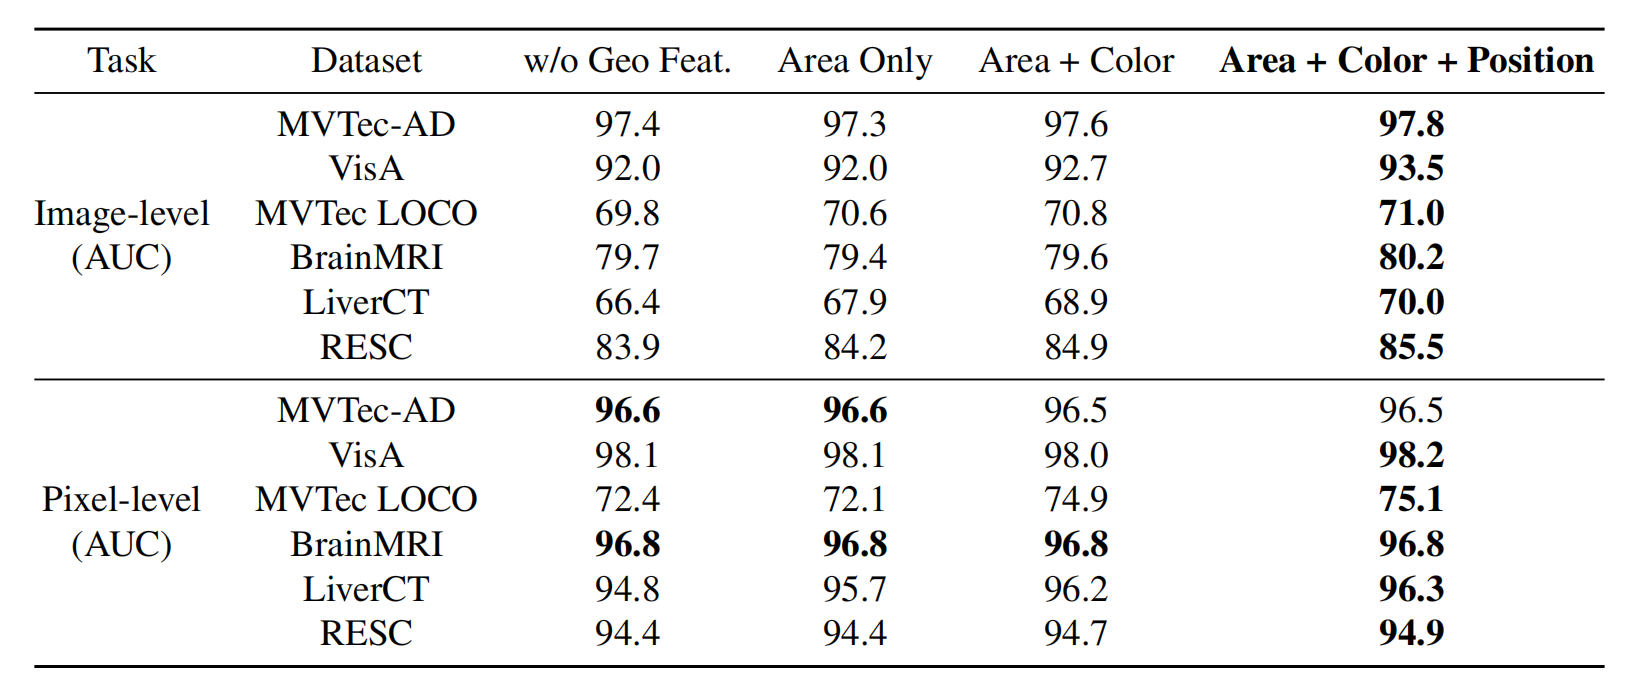 Task Dataset w/o Geo Feat. Area Only Area + Color Area + Color + Position
MVTec-AD 97.4 97.3 97.6 97.8
VisA 92.0 92.0 92.7 93.5
Image-level MVTec LOCO 69.8 70.6 70.8 71.0
(AUC) BrainMRI 79.7 79.4 79.6 80.2
LiverCT 66.4 67.9 68.9 70.0
RESC 83.9 84.2 84.9 85.5
MVTec-AD 96.6 96.6 96.5 96.5
VisA 98.1 98.1 98.0 98.2
Pixel-level MVTec LOCO 72.4 72.1 74.9 75.1
(AUC) BrainMRI 96.8 96.8 96.8 96.8
LiverCT 94.8 95.7 96.2 96.3
RESC 94.4 94.4 94.7 94.9